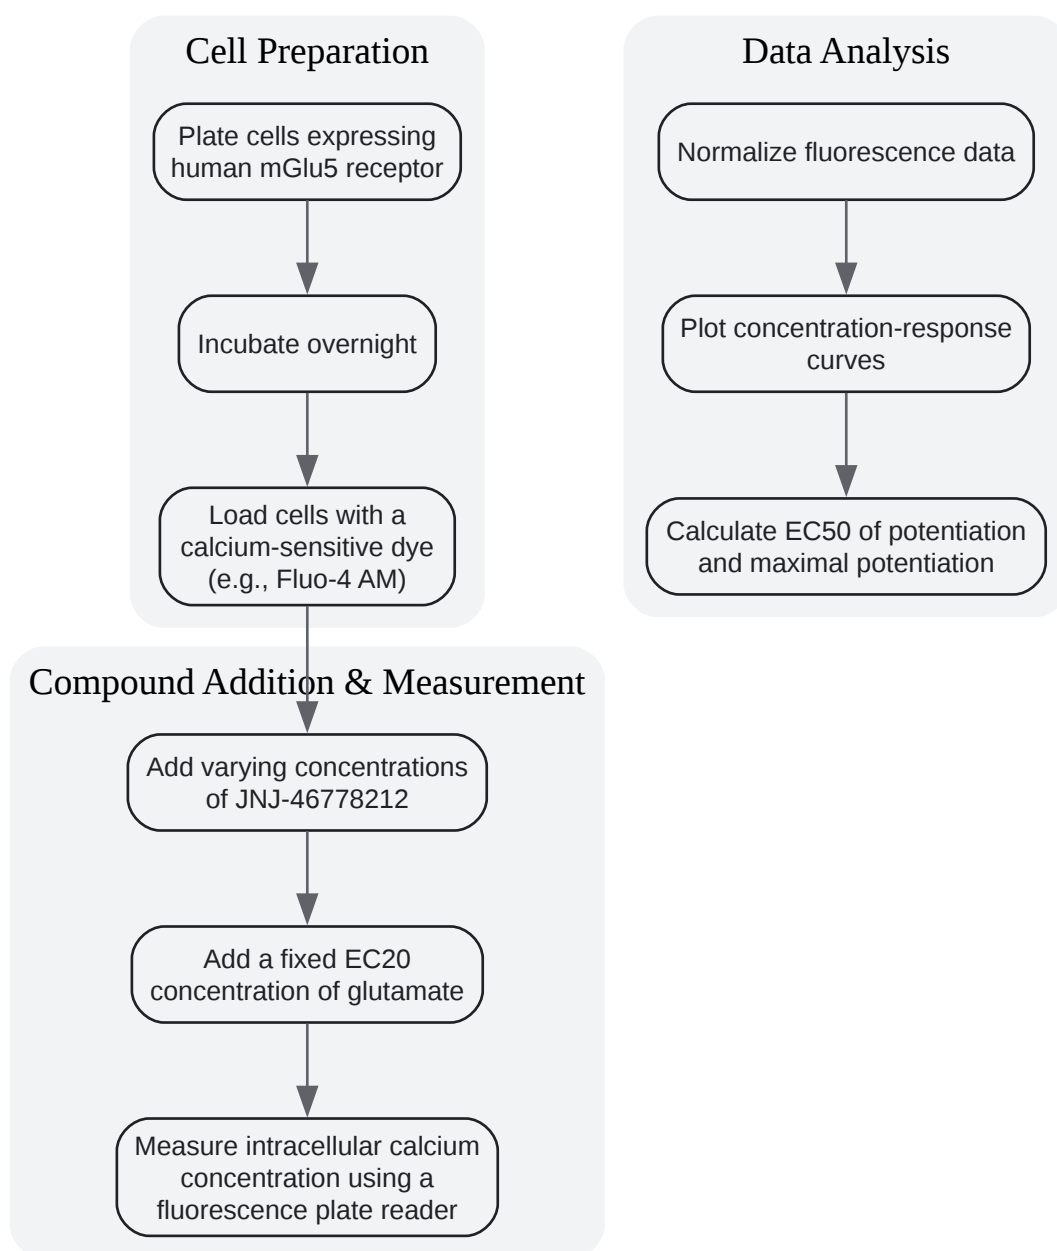 Cell Preparation
Plate cells expressing
human mGlu5 receptor
Incubate overnight
Load cells with a
calcium-sensitive dye
(e.g., Fluo-4 AM)
Compound Addition & Measurement
Add varying concentrations
of JNJ-46778212
Add a fixed EC20
concentration of glutamate
Measure intracellular calcium
concentration using a
fluorescence plate reader
Data Analysis
Normalize fluorescence data
Plot concentration-response
curves
Calculate EC50 of potentiation
and maximal potentiation